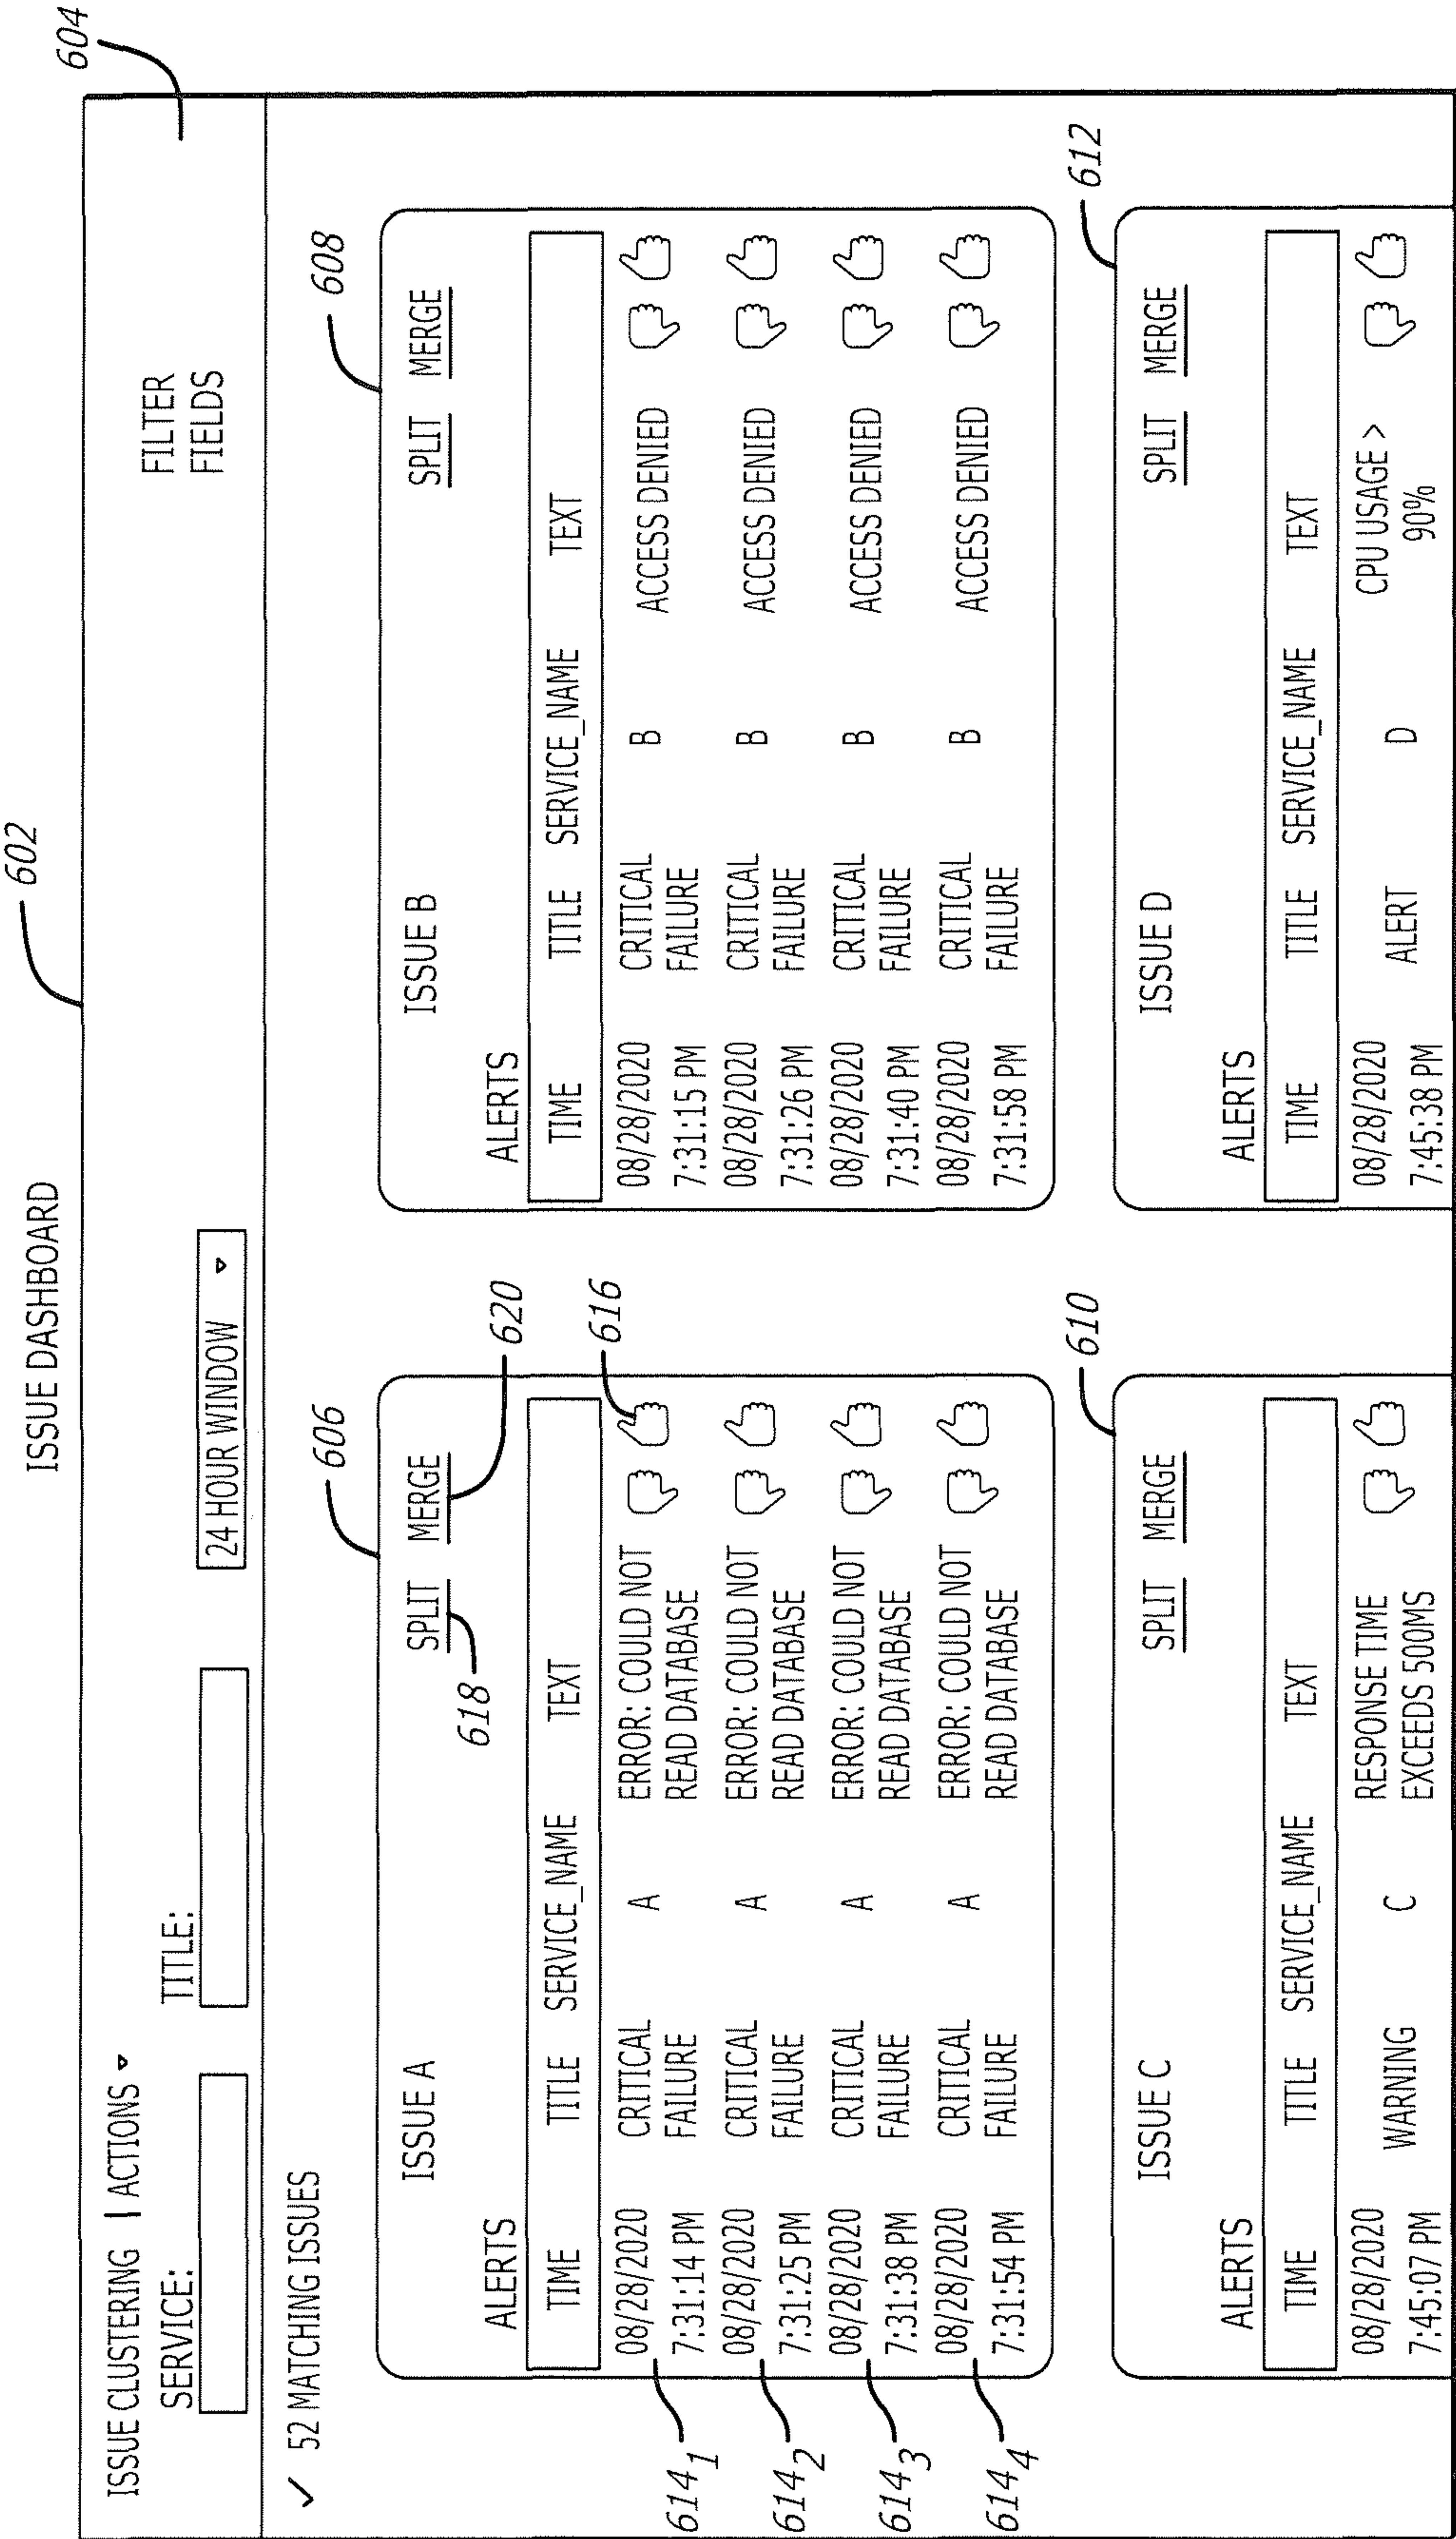 ISSUE DASHBOARD
602
604
ISSUE CLUSTERING | ACTIONS
SERVICE:
TITLE:
24 HOUR WINDOW
FILTER
FIELDS
52 MATCHING ISSUES
606
ISSUE A
SPLIT MERGE
618
620
ALERTS
TIME TITLE SERVICE_NAME TEXT
616
614₁
08/28/2020 CRITICAL A ERROR: COULD NOT
7:31:14 PM FAILURE READ DATABASE
614₂
08/28/2020 CRITICAL A ERROR: COULD NOT
7:31:25 PM FAILURE READ DATABASE
614₃
08/28/2020 CRITICAL A ERROR: COULD NOT
7:31:38 PM FAILURE READ DATABASE
614₄
08/28/2020 CRITICAL A ERROR: COULD NOT
7:31:54 PM FAILURE READ DATABASE
608
ISSUE B
SPLIT MERGE
ALERTS
TIME TITLE SERVICE_NAME TEXT
08/28/2020 CRITICAL B ACCESS DENIED
7:31:15 PM FAILURE
08/28/2020 CRITICAL B ACCESS DENIED
7:31:26 PM FAILURE
08/28/2020 CRITICAL B ACCESS DENIED
7:31:40 PM FAILURE
08/28/2020 CRITICAL B ACCESS DENIED
7:31:58 PM FAILURE
610
ISSUE C
SPLIT MERGE
ALERTS
TIME TITLE SERVICE_NAME TEXT
08/28/2020 WARNING C RESPONSE TIME
7:45:07 PM EXCEEDS 500MS
612
ISSUE D
SPLIT MERGE
ALERTS
TIME TITLE SERVICE_NAME TEXT
08/28/2020 ALERT D CPU USAGE >
7:45:38 PM 90%